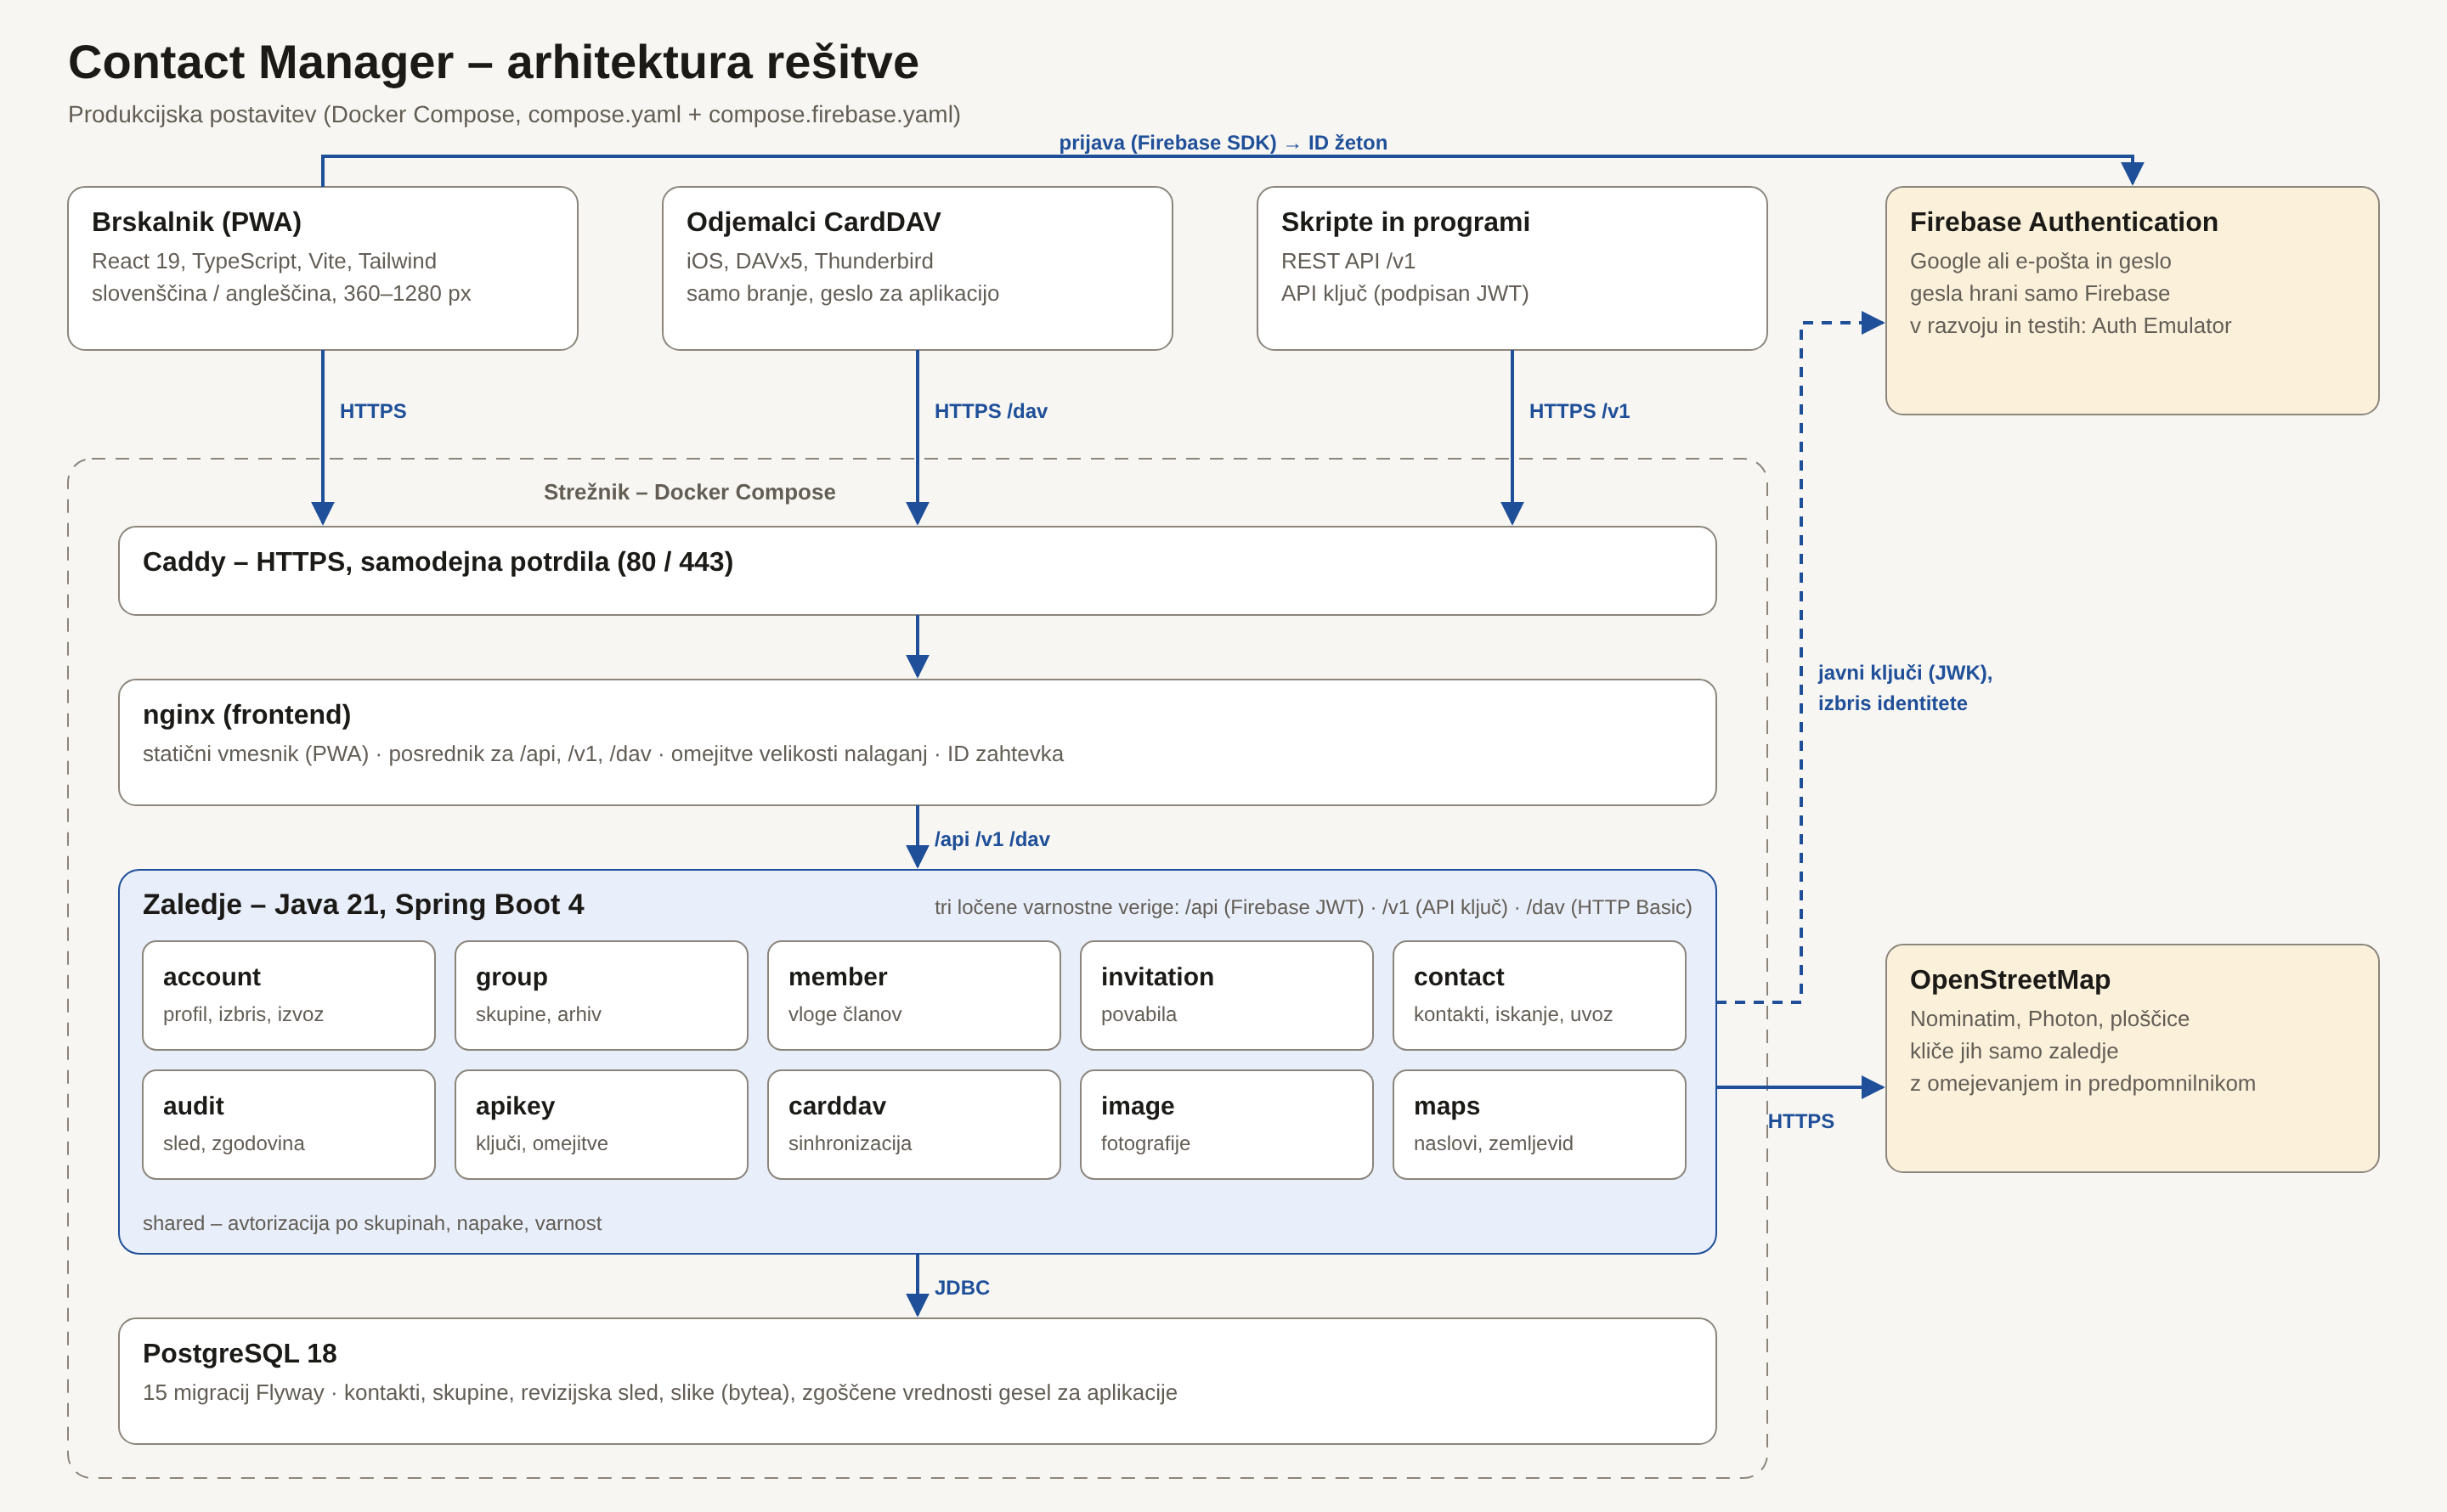 Contact Manager – arhitektura rešitve
Produkcijska postavitev (Docker Compose, compose.yaml + compose.firebase.yaml)
prijava (Firebase SDK) → ID žeton
Brskalnik (PWA)
React 19, TypeScript, Vite, Tailwind
slovenščina / angleščina, 360–1280 px
Odjemalci CardDAV
iOS, DAVx5, Thunderbird
samo branje, geslo za aplikacijo
Skripte in programi
REST API /v1
API ključ (podpisan JWT)
Firebase Authentication
Google ali e-pošta in geslo
gesla hrani samo Firebase
v razvoju in testih: Auth Emulator
HTTPS
HTTPS /dav
HTTPS /v1
Strežnik – Docker Compose
Caddy – HTTPS, samodejna potrdila (80 / 443)
nginx (frontend)
statični vmesnik (PWA) · posrednik za /api, /v1, /dav · omejitve velikosti nalaganj · ID zahtevka
javni ključi (JWK),
izbris identitete
/api /v1 /dav
Zaledje – Java 21, Spring Boot 4
tri ločene varnostne verige: /api (Firebase JWT) · /v1 (API ključ) · /dav (HTTP Basic)
account
profil, izbris, izvoz
group
skupine, arhiv
member
vloge članov
invitation
povabila
contact
kontakti, iskanje, uvoz
audit
sled, zgodovina
apikey
ključi, omejitve
carddav
sinhronizacija
image
fotografije
maps
naslovi, zemljevid
shared – avtorizacija po skupinah, napake, varnost
OpenStreetMap
Nominatim, Photon, ploščice
kliče jih samo zaledje
z omejevanjem in predpomnilnikom
HTTPS
JDBC
PostgreSQL 18
15 migracij Flyway · kontakti, skupine, revizijska sled, slike (bytea), zgoščene vrednosti gesel za aplikacije